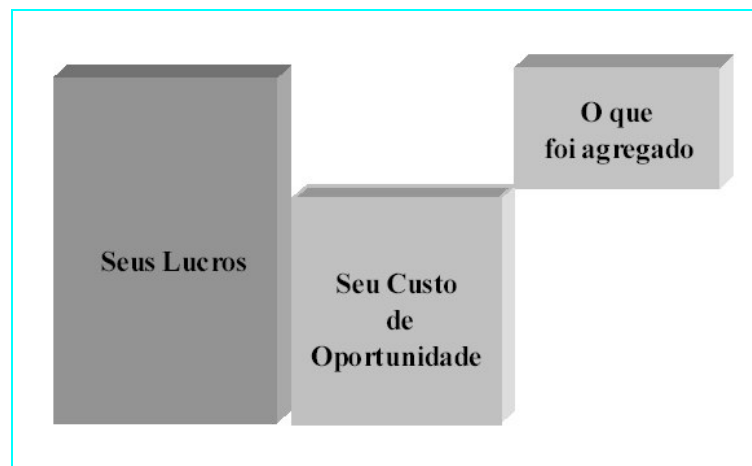 Seus Lucros
Seu Custo
de
Oportunidade
O que
foi agregado